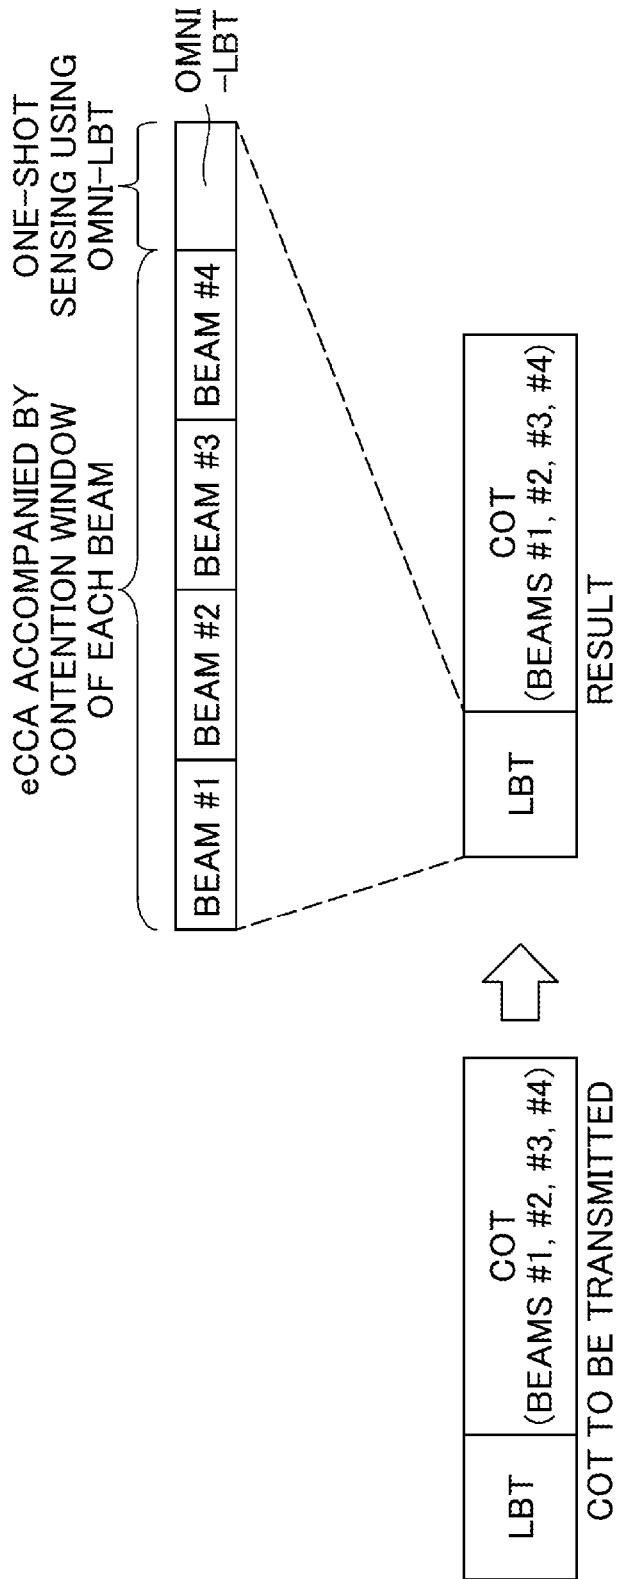 eCCA ACCOMPANIED BY
CONTENTION WINDOW
OF EACH BEAM
ONE-SHOT
SENSING USING
OMNI-LBT
BEAM #1
BEAM #2
BEAM #3
BEAM #4
OMNI
-LBT
LBT
COT
(BEAMS #1, #2, #3, #4)
COT TO BE TRANSMITTED
LBT
COT
(BEAMS #1, #2, #3, #4)
RESULT